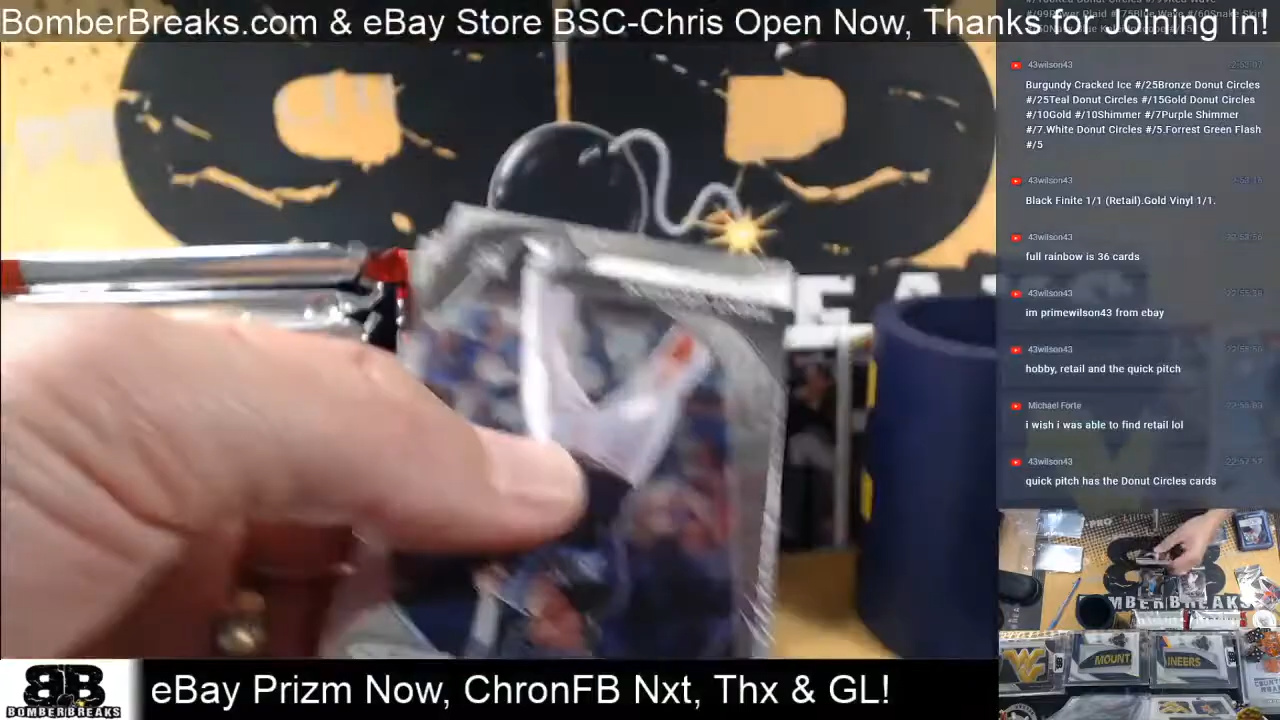 BomberBreaks.com & eBay Store BSC-Chris Open Now, Thanks for Joining In!
43wilson43
Burgundy Cracked Ice #/25Bronze Donut Circles
#/25Teal Donut Circles #/15Gold Donut Circles
#/10Gold #/10Shimmer #/7Purple Shimmer
#/7.White Donut Circles #/5.Forrest Green Flash
#/5
43wilson43
Black Finite 1/1 (Retail).Gold Vinyl 1/1.
43wilson43
full rainbow is 36 cards
43wilson43
im primewilson43 from ebay
43wilson43
hobby, retail and the quick pitch
Michael Forte
i wish i was able to find retail lol
43wilson43
quick pitch has the Donut Circles cards
MBERBREAKS
MOUNT
INEERS
BB
BOMBERBREAKS
eBay Prizm Now, ChronFB Nxt, Thx & GL!